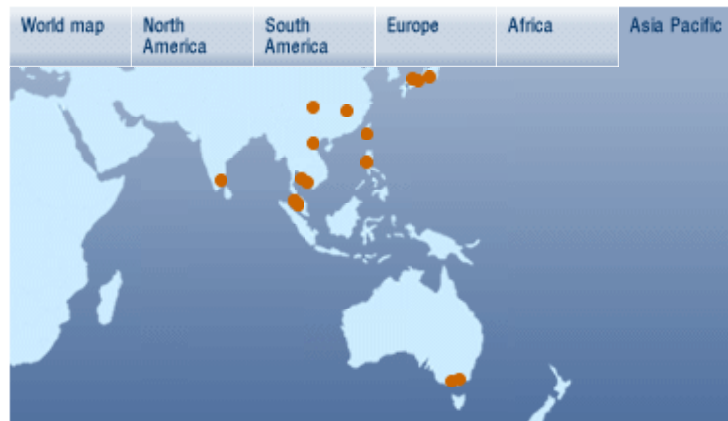 World map
North
America
South
America
Europe
Africa
Asia Pacific